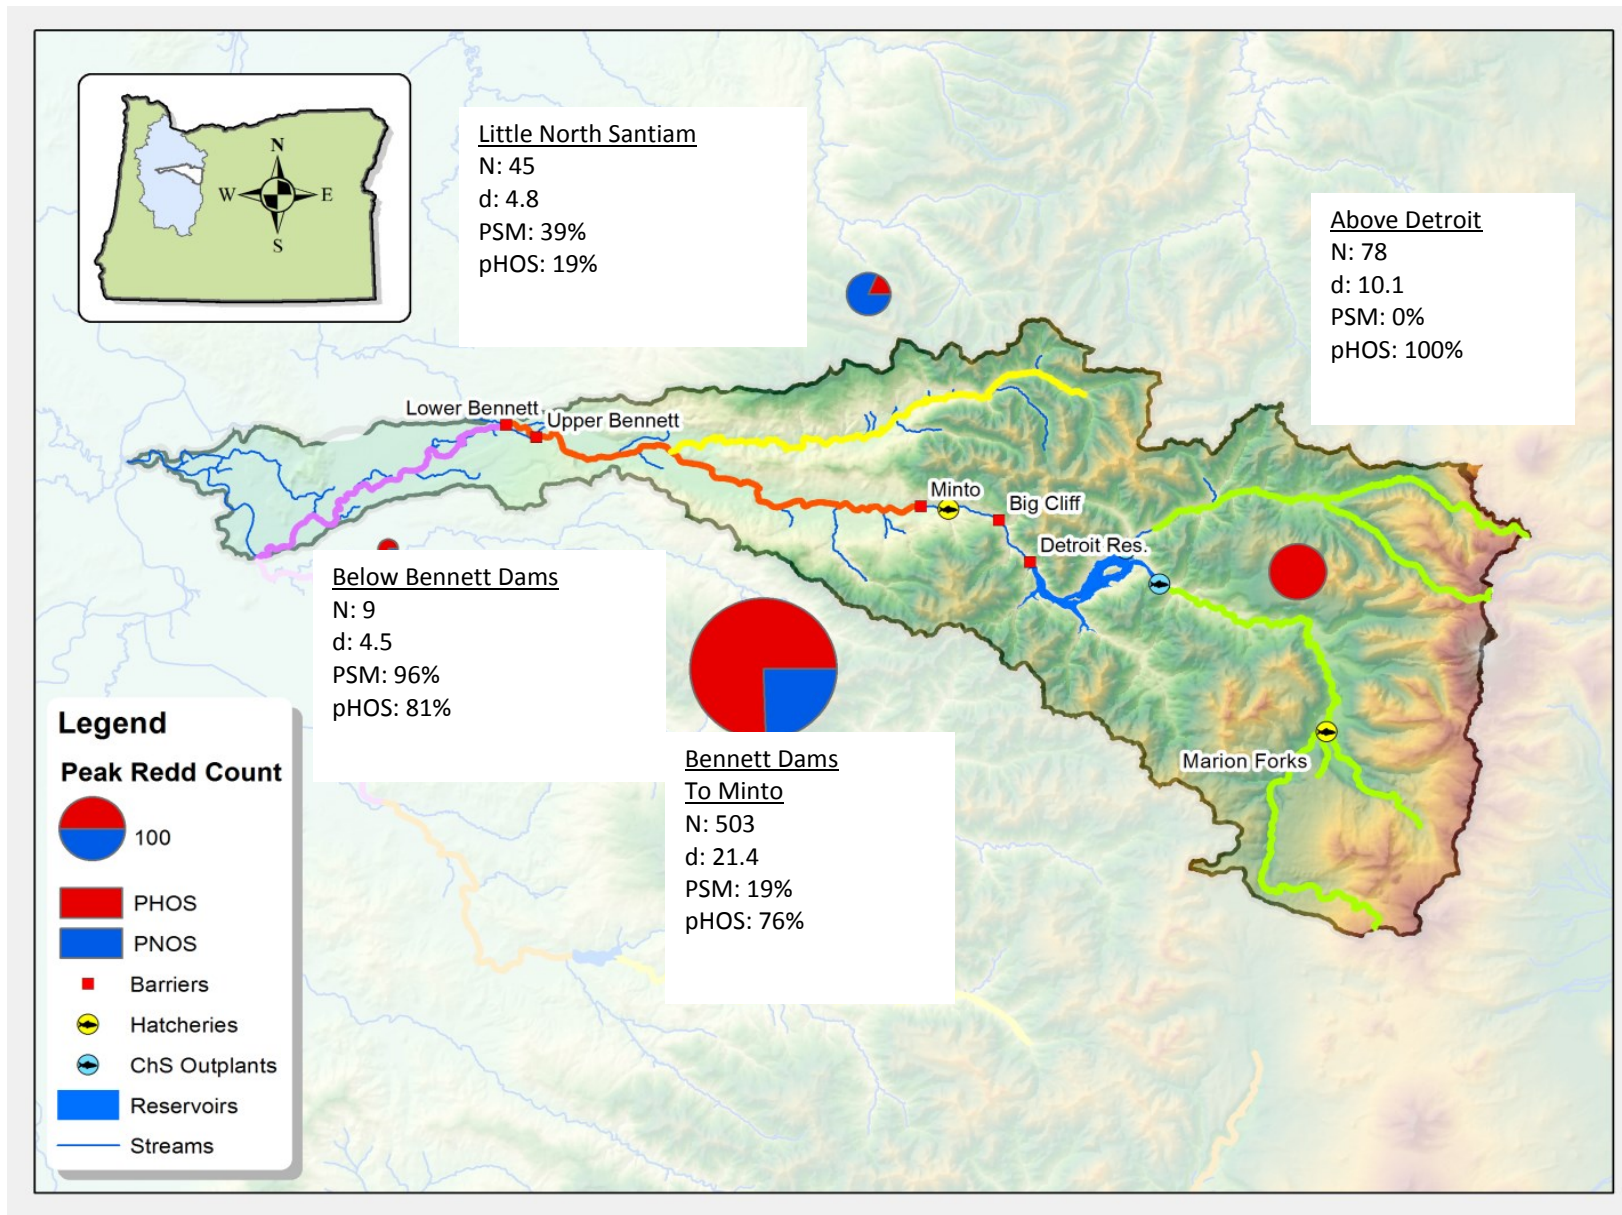 N
W
E
S
Little North Santiam
N: 45
d: 4.8
PSM: 39%
pHOS: 19%
Above Detroit
N: 78
d: 10.1
PSM: 0%
pHOS: 100%
Lower Bennett
Upper Bennett
Minto
Big Cliff
Detroit Res.
Marion Forks
Below Bennett Dams
N: 9
d: 4.5
PSM: 96%
pHOS: 81%
Bennett Dams
To Minto
N: 503
d: 21.4
PSM: 19%
pHOS: 76%
Legend
Peak Redd Count
100
PHOS
PNOS
Barriers
Hatcheries
ChS Outplants
Reservoirs
Streams